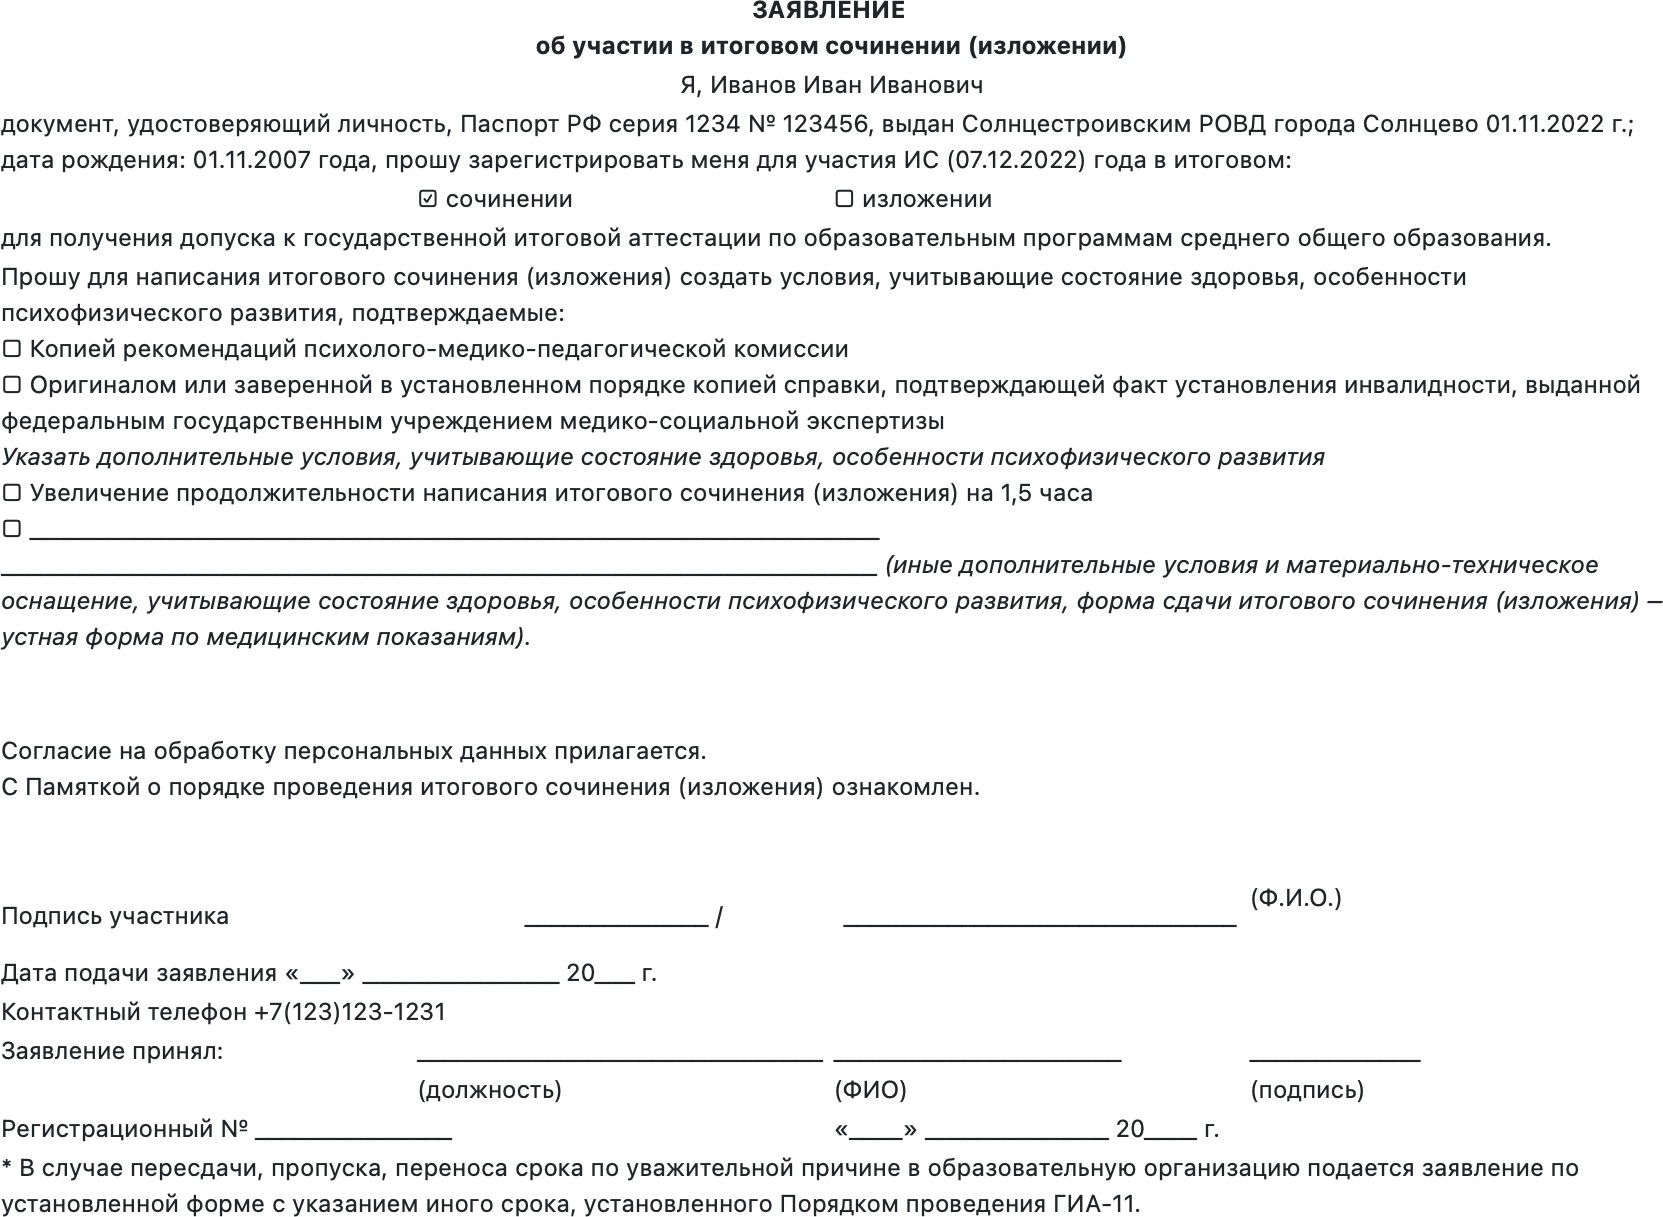 ЗАЯВЛЕНИЕ
об участии в итоговом сочинении (изложении)
Я, Иванов Иван Иванович
документ, удостоверяющий личность, Паспорт РФ серия 1234 № 123456, выдан Солнцестроивским РОВД города Солнцево 01.11.2022 г.;
дата рождения: 01.11.2007 года, прошу зарегистрировать меня для участия ИС (07.12.2022) года в итоговом:
☑ сочинении ☐ изложении
для получения допуска к государственной итоговой аттестации по образовательным программам среднего общего образования.
Прошу для написания итогового сочинения (изложения) создать условия, учитывающие состояние здоровья, особенности
психофизического развития, подтверждаемые:
☐ Копией рекомендаций психолого-медико-педагогической комиссии
☐ Оригиналом или заверенной в установленном порядке копией справки, подтверждающей факт установления инвалидности, выданной
федеральным государственным учреждением медико-социальной экспертизы
Указать дополнительные условия, учитывающие состояние здоровья, особенности психофизического развития
☐ Увеличение продолжительности написания итогового сочинения (изложения) на 1,5 часа
☐ _________________________________________________________________
___________________________________________________________________ (иные дополнительные условия и материально-техническое
оснащение, учитывающие состояние здоровья, особенности психофизического развития, форма сдачи итогового сочинения (изложения) –
устная форма по медицинским показаниям).
Согласие на обработку персональных данных прилагается.
С Памяткой о порядке проведения итогового сочинения (изложения) ознакомлен.
Подпись участника ______________ / ______________________________ (Ф.И.О.)
Дата подачи заявления «___» _______________ 20___ г.
Контактный телефон +7(123)123-1231
Заявление принял: _______________________________ ______________________ _____________
(должность) (ФИО) (подпись)
Регистрационный № _______________ «____» ______________ 20____ г.
* В случае пересдачи, пропуска, переноса срока по уважительной причине в образовательную организацию подается заявление по
установленной форме с указанием иного срока, установленного Порядком проведения ГИА-11.